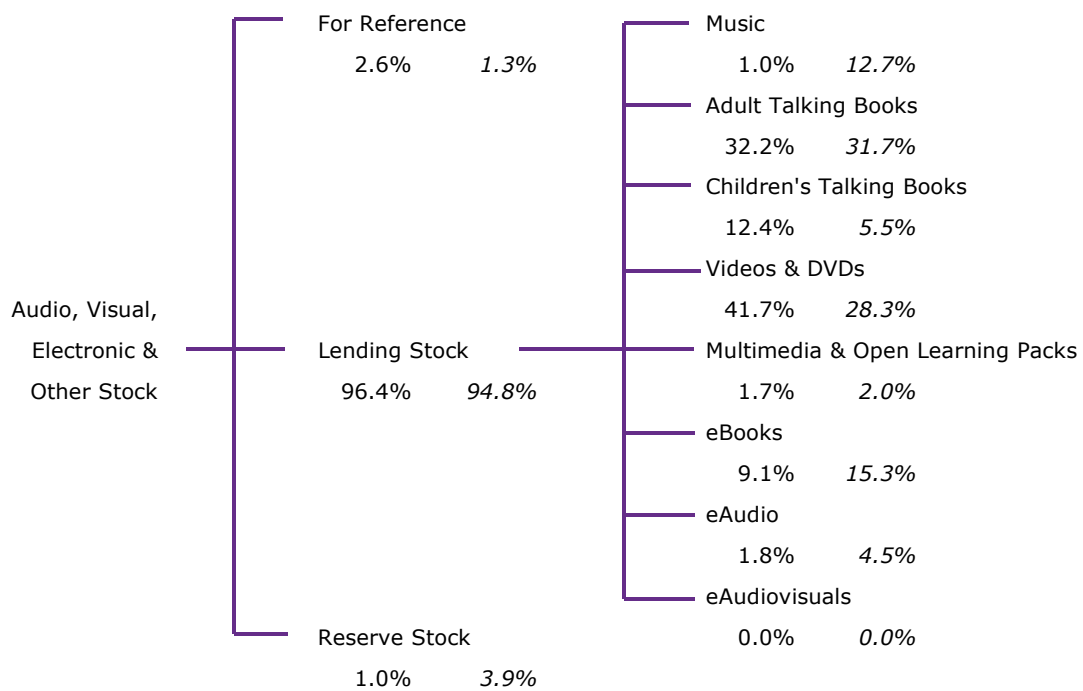 For Reference
2.6% 1.3%
Music
1.0% 12.7%
Adult Talking Books
32.2% 31.7%
Children's Talking Books
12.4% 5.5%
Videos & DVDs
41.7% 28.3%
Audio, Visual,
Electronic &
Other Stock
Lending Stock
96.4% 94.8%
Multimedia & Open Learning Packs
1.7% 2.0%
eBooks
9.1% 15.3%
eAudio
1.8% 4.5%
eAudiovisuals
0.0% 0.0%
Reserve Stock
1.0% 3.9%